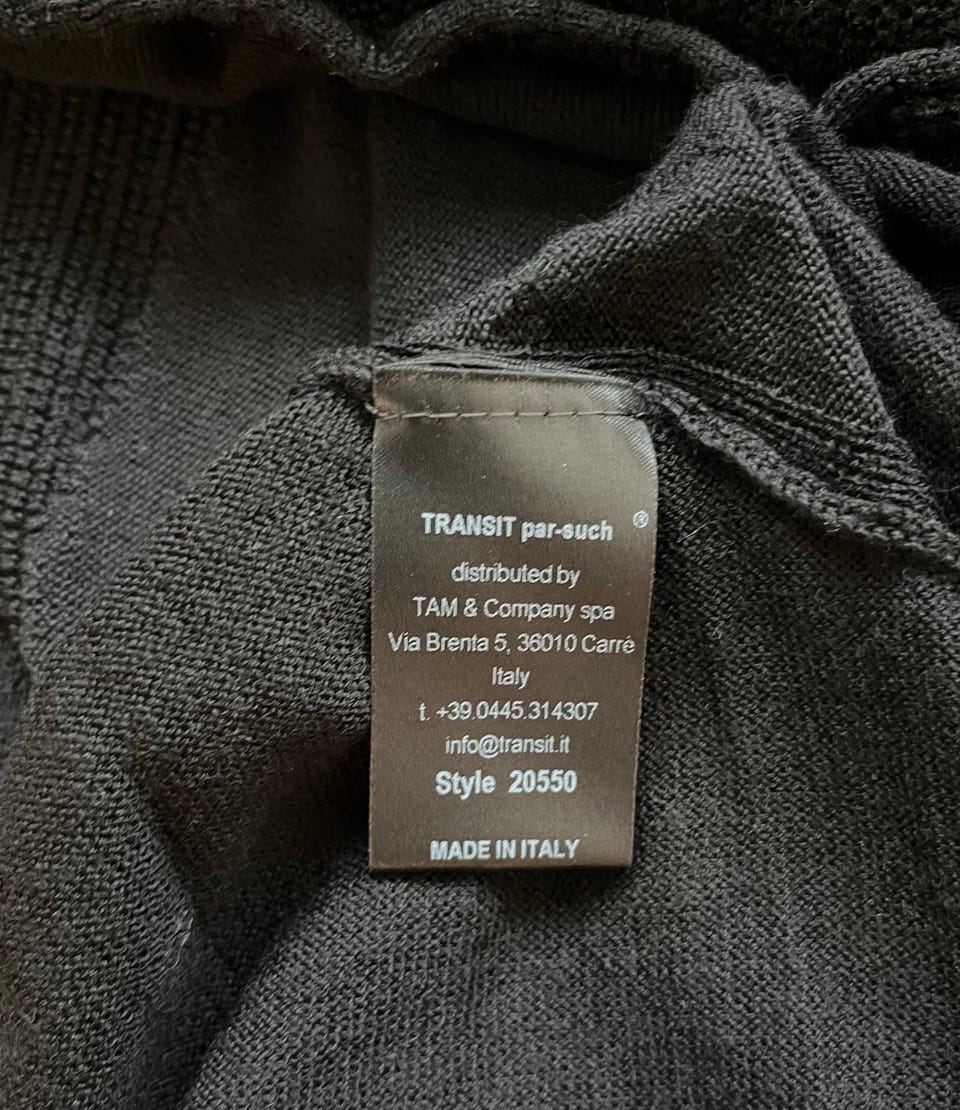 TRANSIT par-such ®
distributed by
TAM & Company spa
Via Brenta 5, 36010 Carrè
Italy
t. +39.0445.314307
info@transit.it
Style 20550
MADE IN ITALY